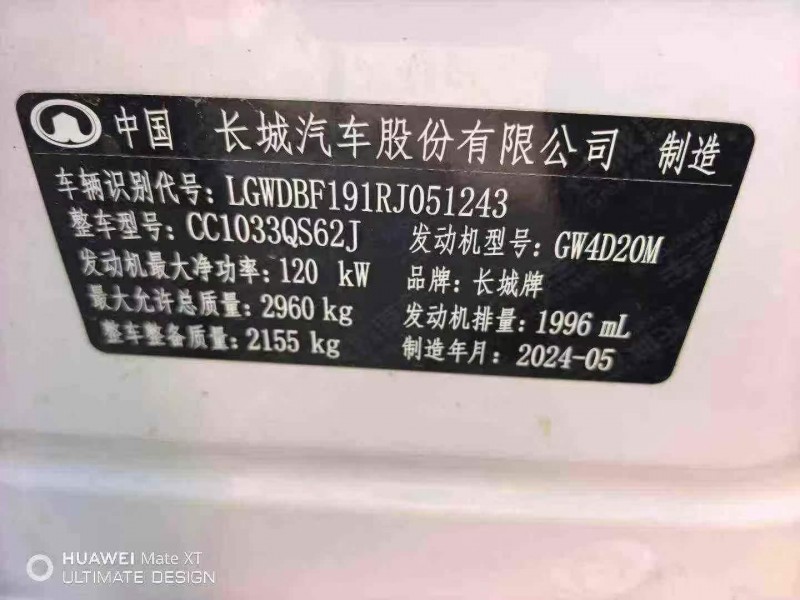 中国 长城汽车股份有限公司 制造
车辆识别代号: LGWDBF191RJ051243
整车型号: CC1033QS62J 发动机型号: GW4D20M
发动机最大净功率: 120 kW 品牌: 长城牌
最大允许总质量: 2960 kg 发动机排量: 1996 mL
整车整备质量: 2155 kg 制造年月: 2024-05
HUAWEI Mate XT
ULTIMATE DESIGN